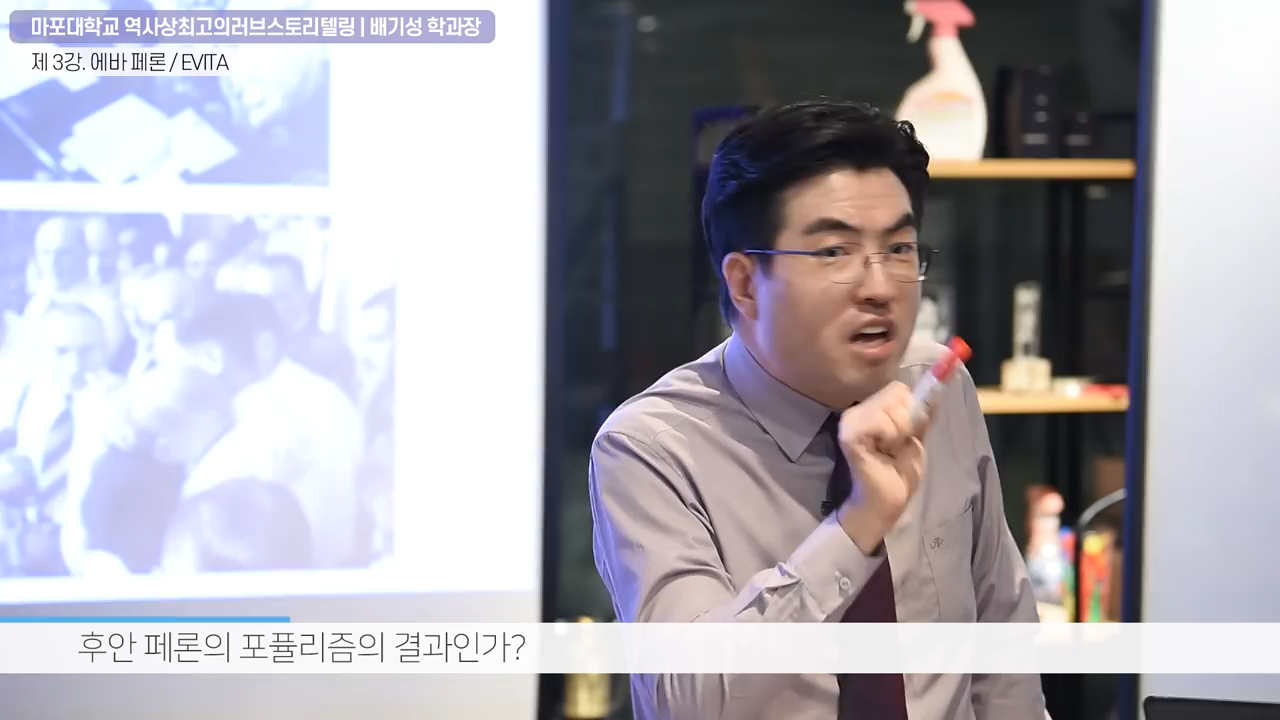 마포대학교 역사상최고의러브스토리텔링 | 배기성 학과장
제 3강. 에바 페론 / EVITA
후안 페론의 포퓰리즘의 결과인가?